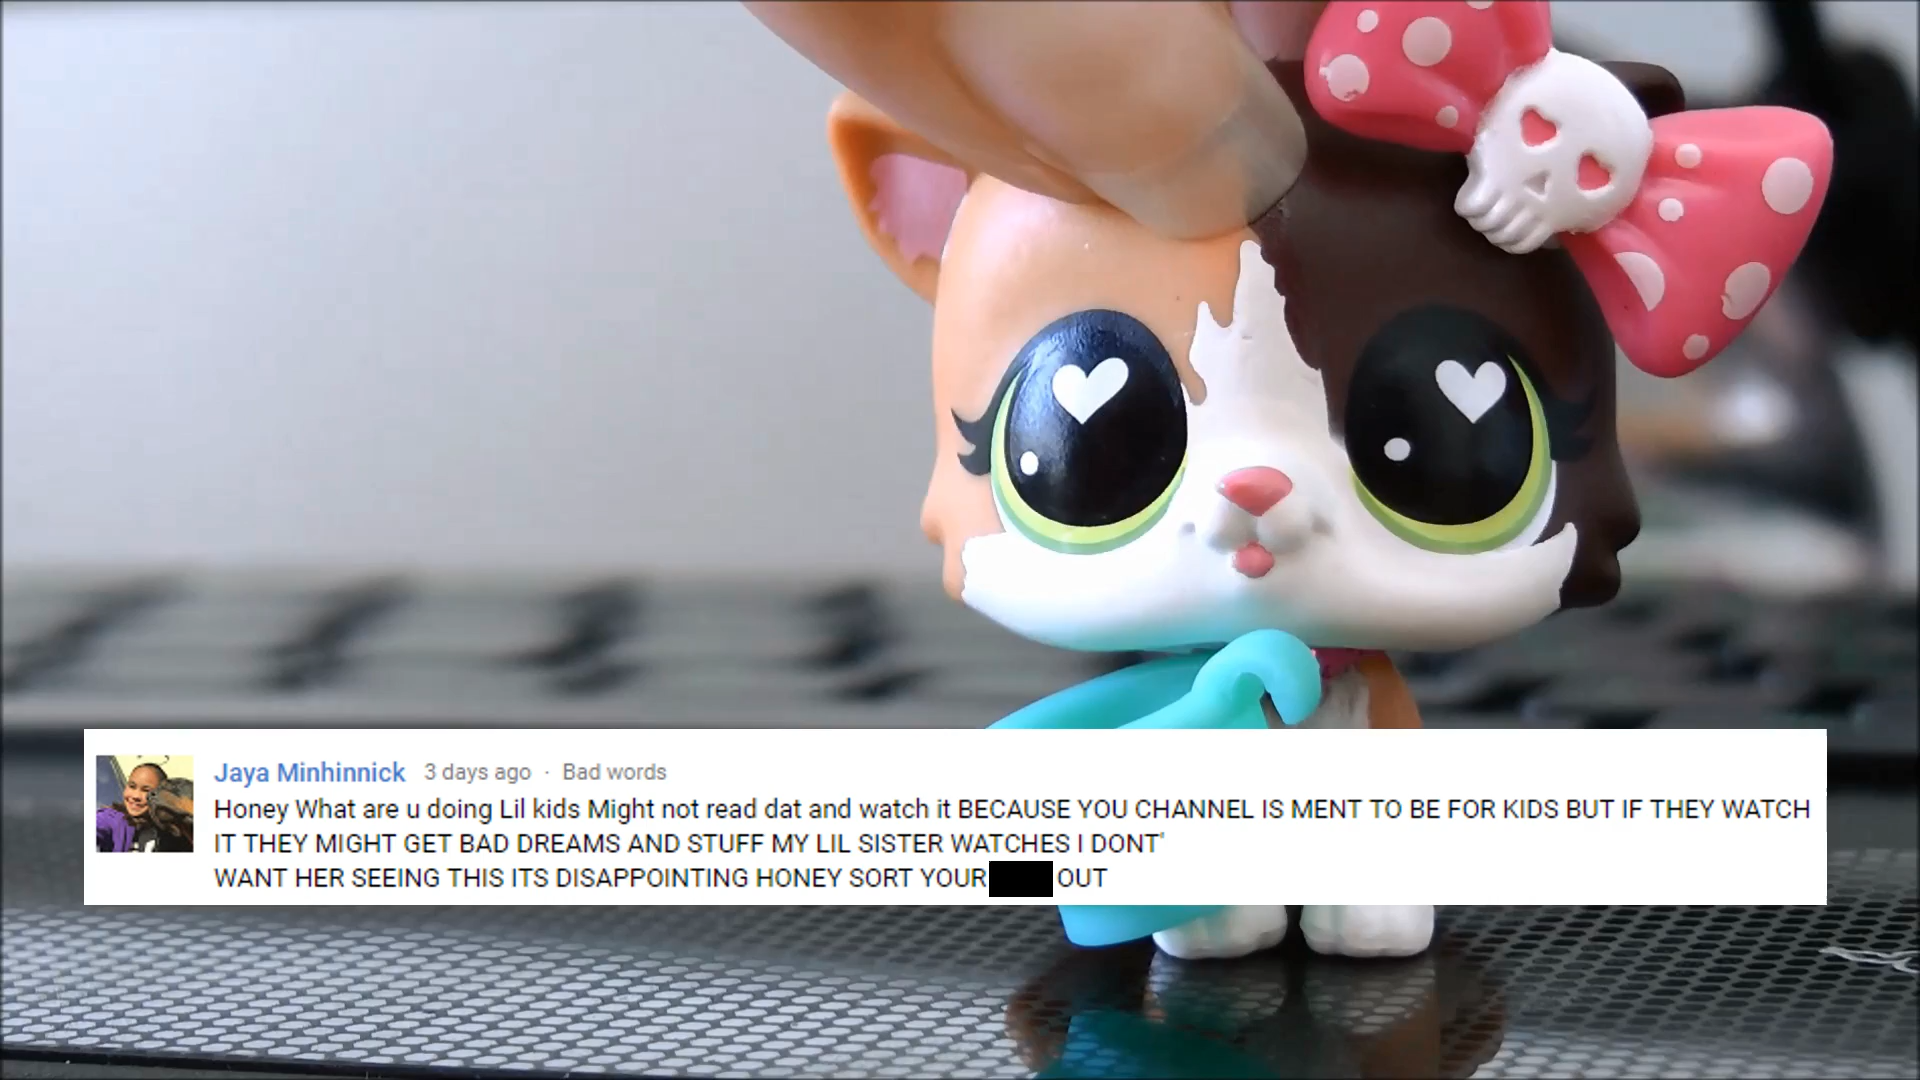 Jaya Minhinnick 3 days ago · Bad words
Honey What are u doing Lil kids Might not read dat and watch it BECAUSE YOU CHANNEL IS MENT TO BE FOR KIDS BUT IF THEY WATCH
IT THEY MIGHT GET BAD DREAMS AND STUFF MY LIL SISTER WATCHES I DONT'
WANT HER SEEING THIS ITS DISAPPOINTING HONEY SORT YOUR OUT